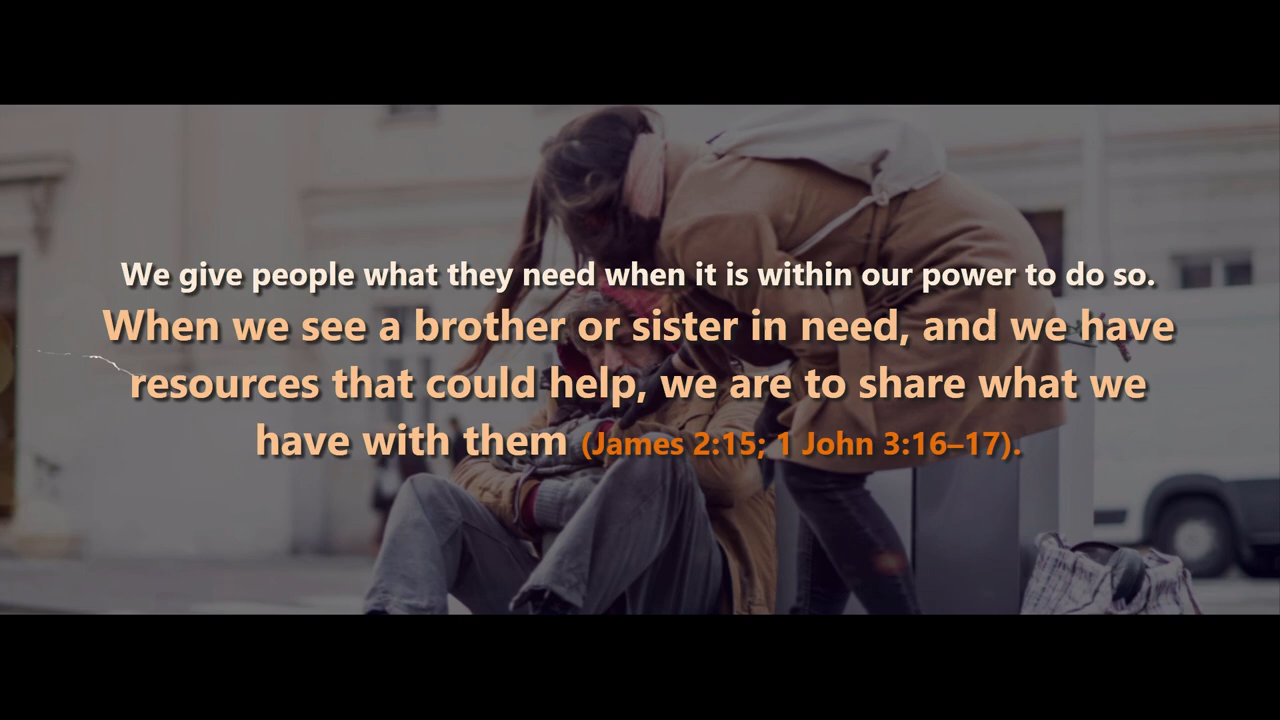 We give people what they need when it is within our power to do so.
When we see a brother or sister in need, and we have
resources that could help, we are to share what we
have with them (James 2:15; 1 John 3:16–17).